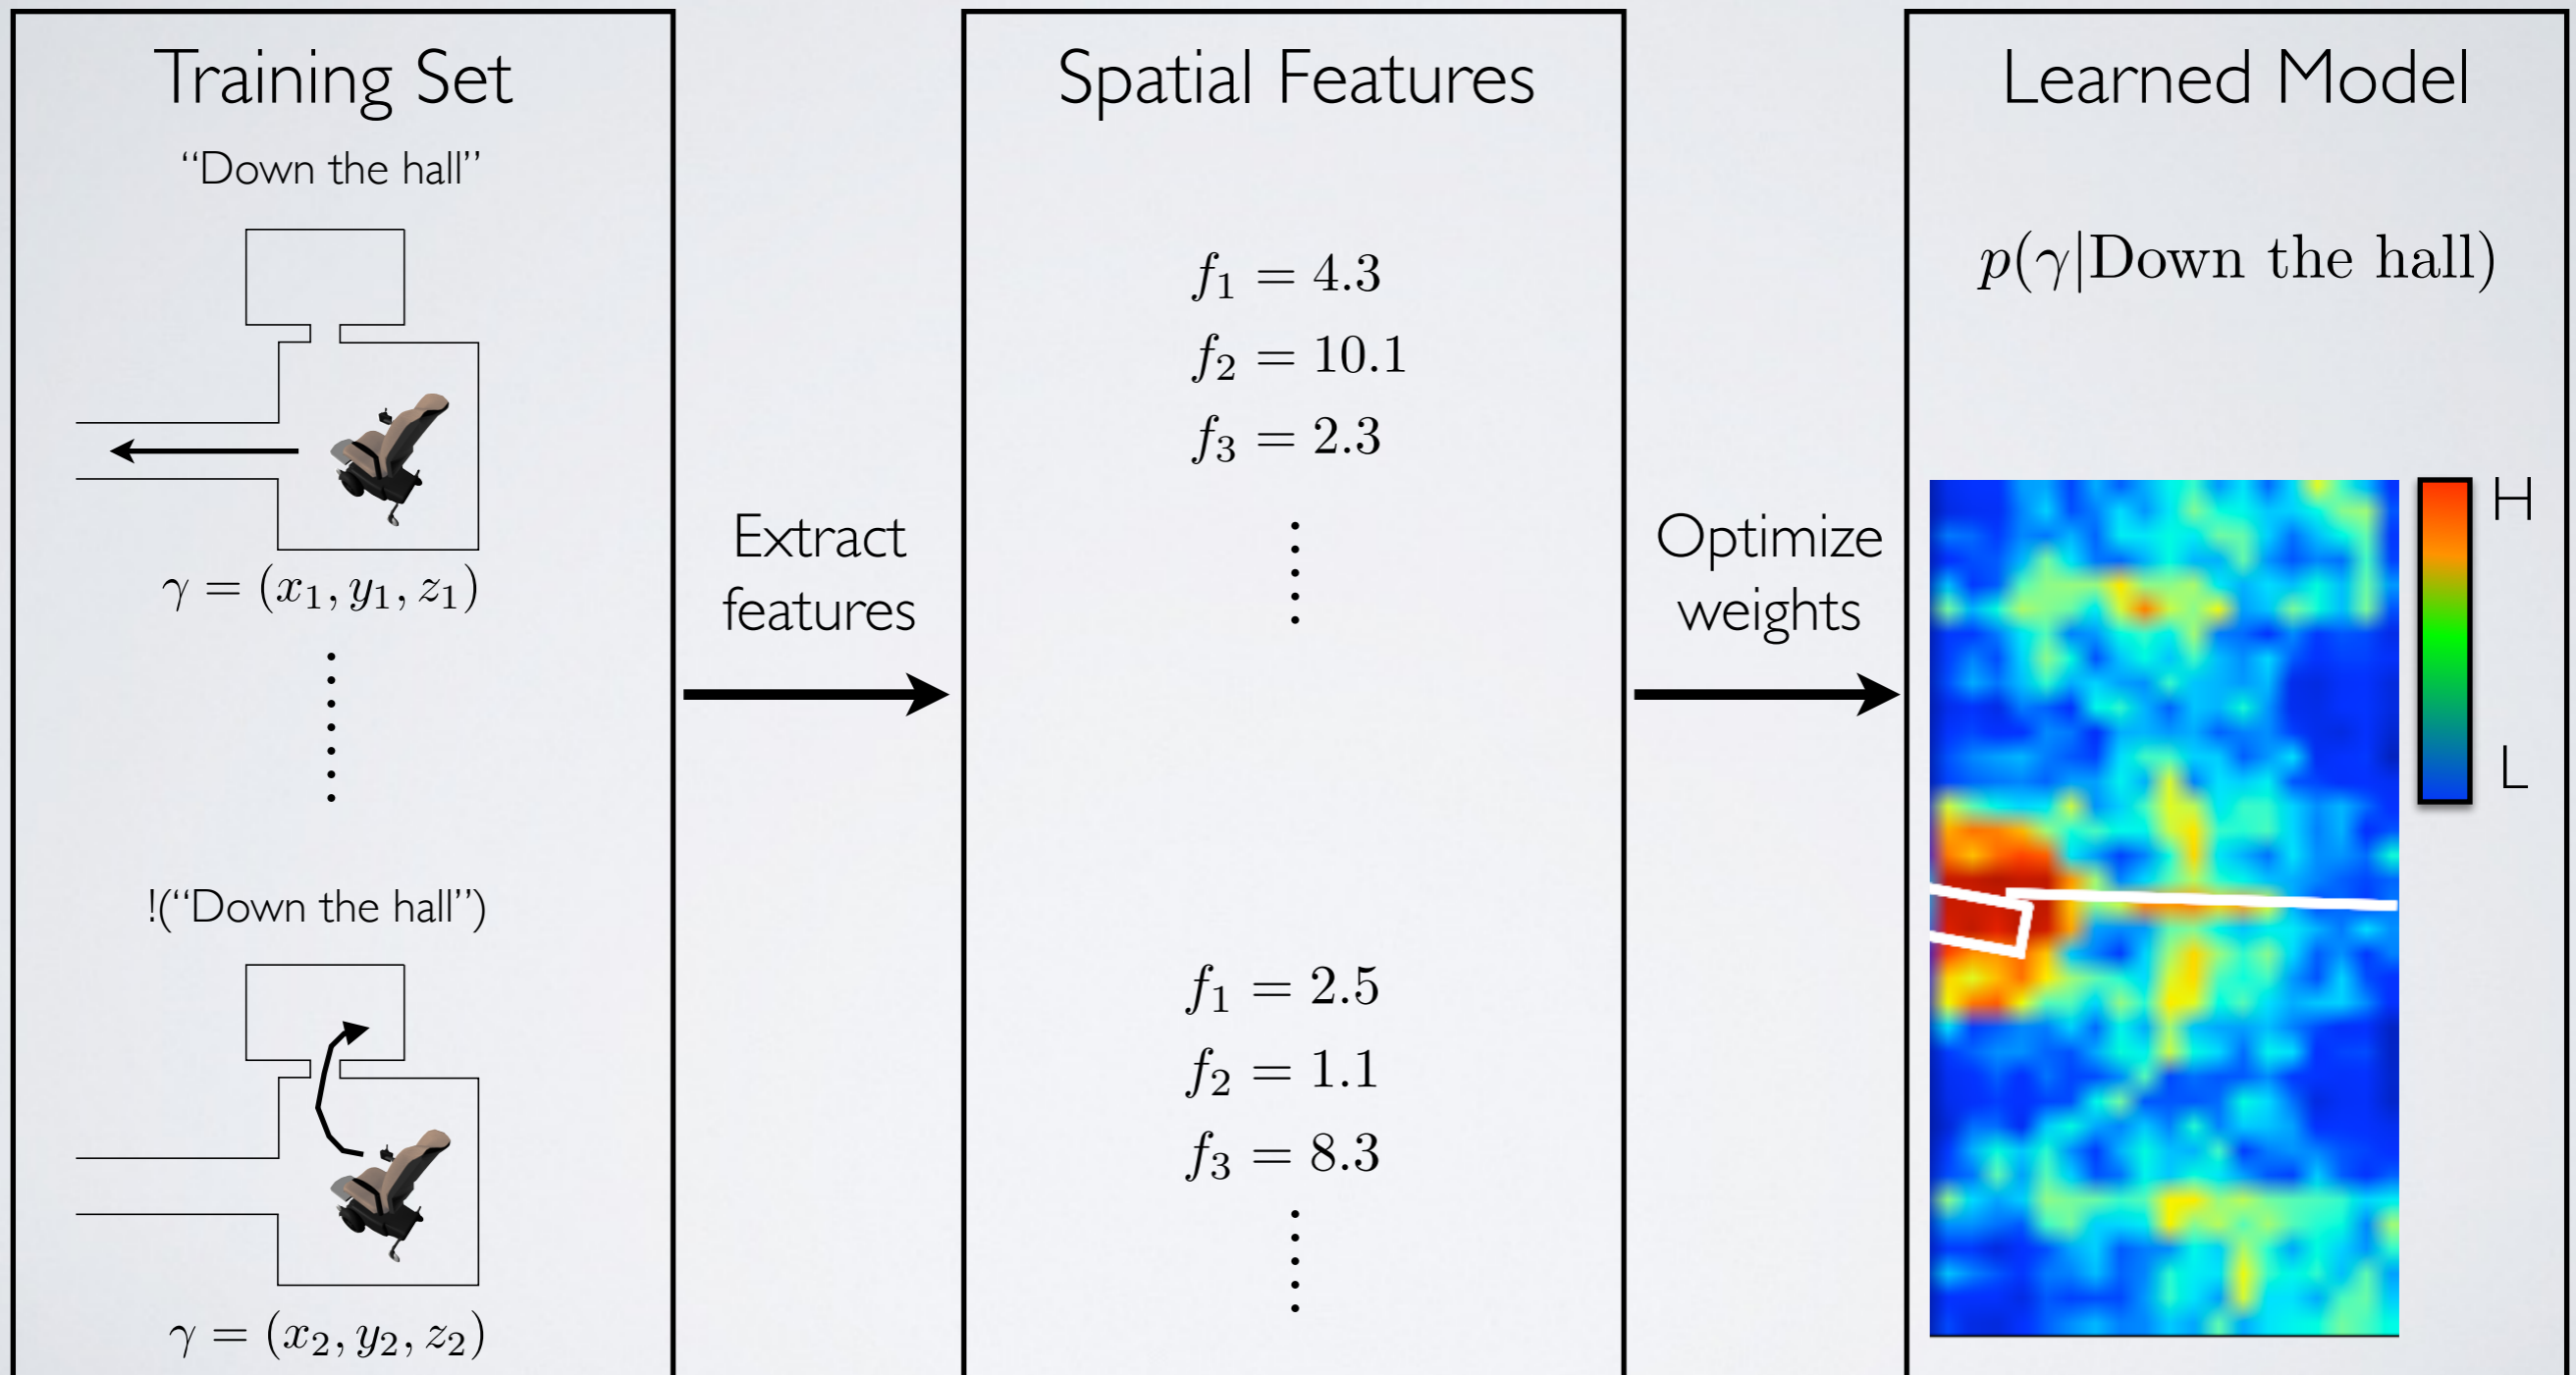 Training Set
“Down the hall”
γ = (x₁, y₁, z₁)
!(“Down the hall”)
γ = (x₂, y₂, z₂)
Extract
features
Spatial Features
f₁ = 4.3
f₂ = 10.1
f₃ = 2.3
f₁ = 2.5
f₂ = 1.1
f₃ = 8.3
Optimize
weights
Learned Model
p(γ|Down the hall)
H
L